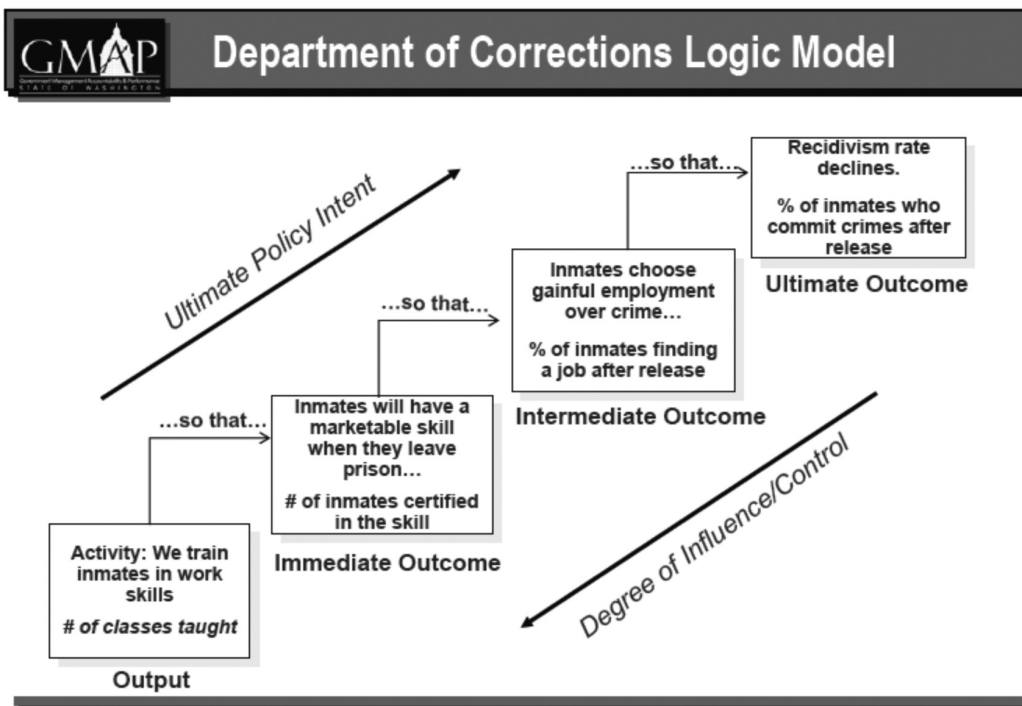 GMAP
Government Management Accountability & Performance
STATE OF WASHINGTON
Department of Corrections Logic Model
Ultimate Policy Intent
…so that…
Recidivism rate
declines.
% of inmates who
commit crimes after
release
Ultimate Outcome
…so that…
Inmates choose
gainful employment
over crime…
% of inmates finding
a job after release
Intermediate Outcome
…so that…
Inmates will have a
marketable skill
when they leave
prison…
# of inmates certified
in the skill
Immediate Outcome
Activity: We train
inmates in work
skills
# of classes taught
Output
Degree of Influence/Control